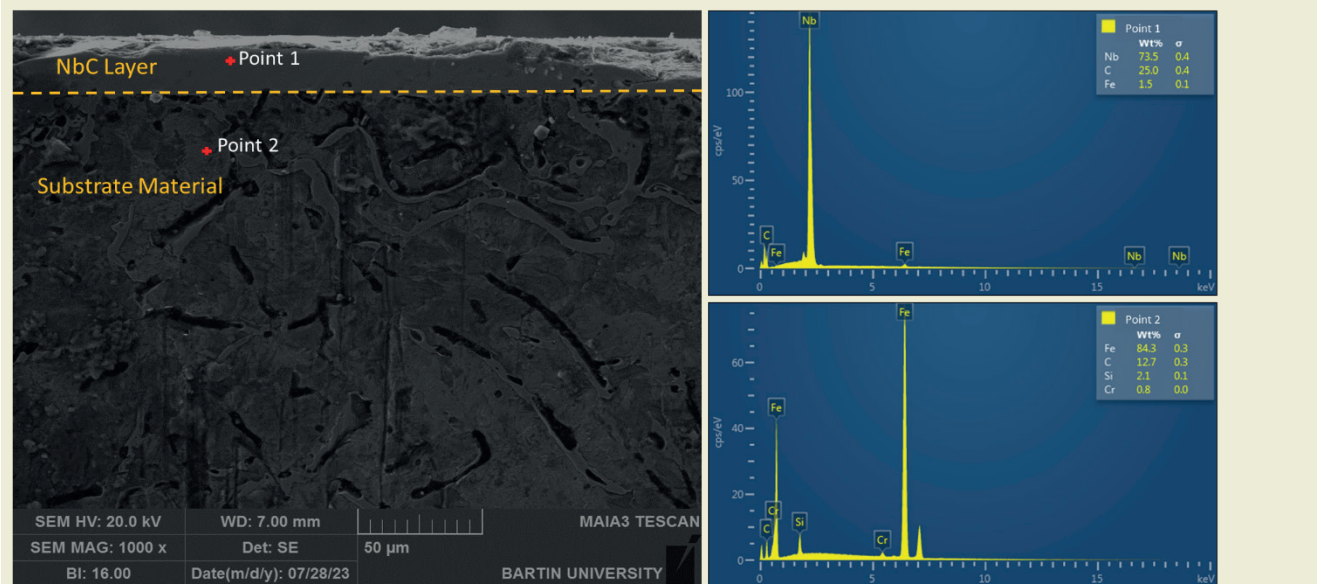 NbC Layer
Point 1
Point 2
Substrate Material
SEM HV: 20.0 kV
WD: 7.00 mm
MAIA3 TESCAN
SEM MAG: 1000 x
Det: SE
50 µm
BI: 16.00
Date(m/d/y): 07/28/23
BARTIN UNIVERSITY
Point 1
Wt% σ
Nb 73.5 0.4
C 25.0 0.4
Fe 1.5 0.1
cps/eV
100
50
0
Nb
C
Fe
Fe
Nb
Nb
0 5 10 15 keV
Point 2
Wt% σ
Fe 84.3 0.3
C 12.7 0.3
Si 2.1 0.1
Cr 0.8 0.0
cps/eV
60
40
20
0
Fe
Fe
Cr
C
Si
Cr
0 5 10 15 keV